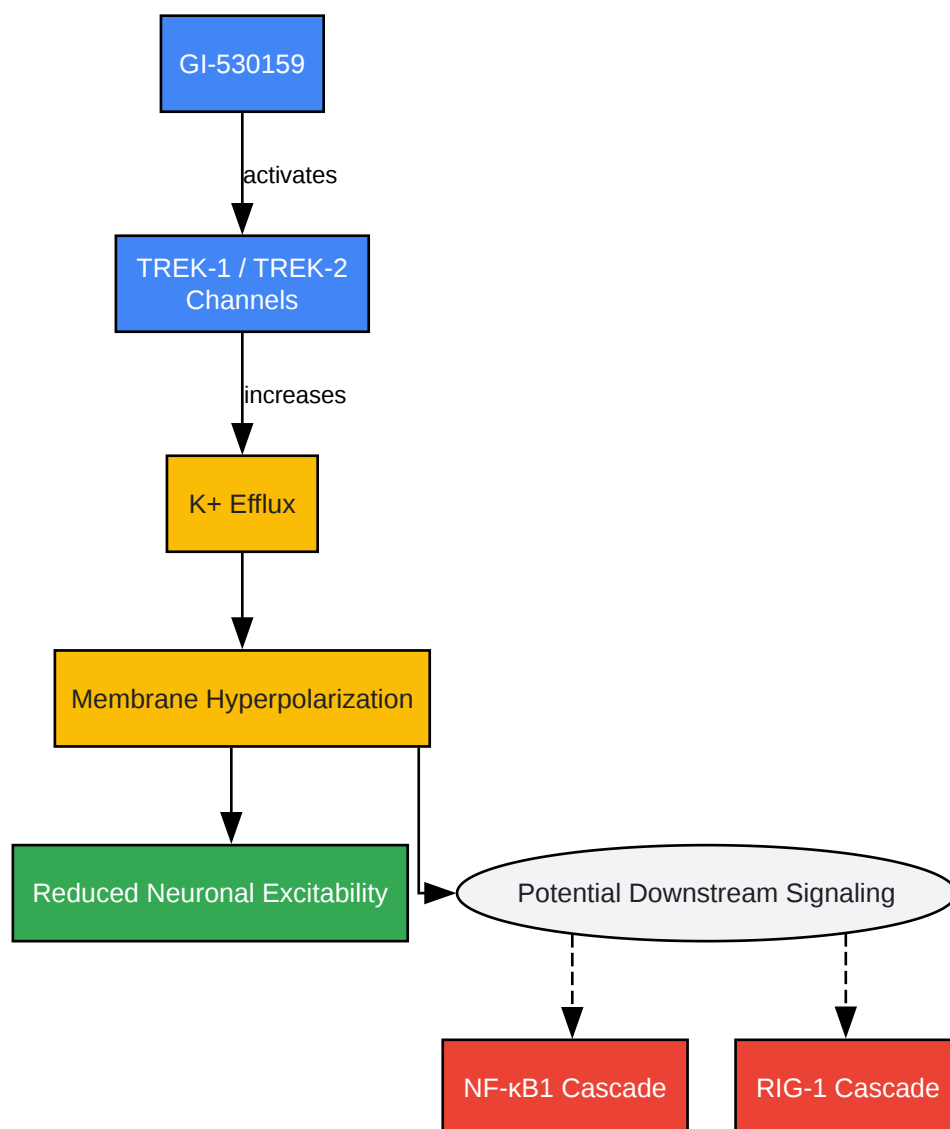 GI-530159
activates
TREK-1 / TREK-2
Channels
increases
K+ Efflux
Membrane Hyperpolarization
Reduced Neuronal Excitability
Potential Downstream Signaling
NF-κB1 Cascade
RIG-1 Cascade